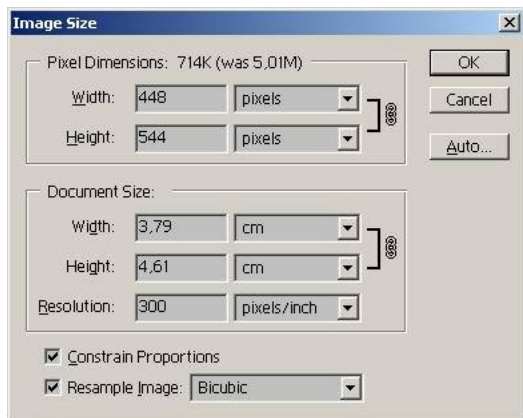 Image Size
Pixel Dimensions: 714K (was 5,01M)
OK
Width: 448 pixels
Cancel
Height: 544 pixels
Auto...
Document Size:
Width: 3,79 cm
Height: 4,61 cm
Resolution: 300 pixels/inch
Constrain Proportions
Resample Image: Bicubic